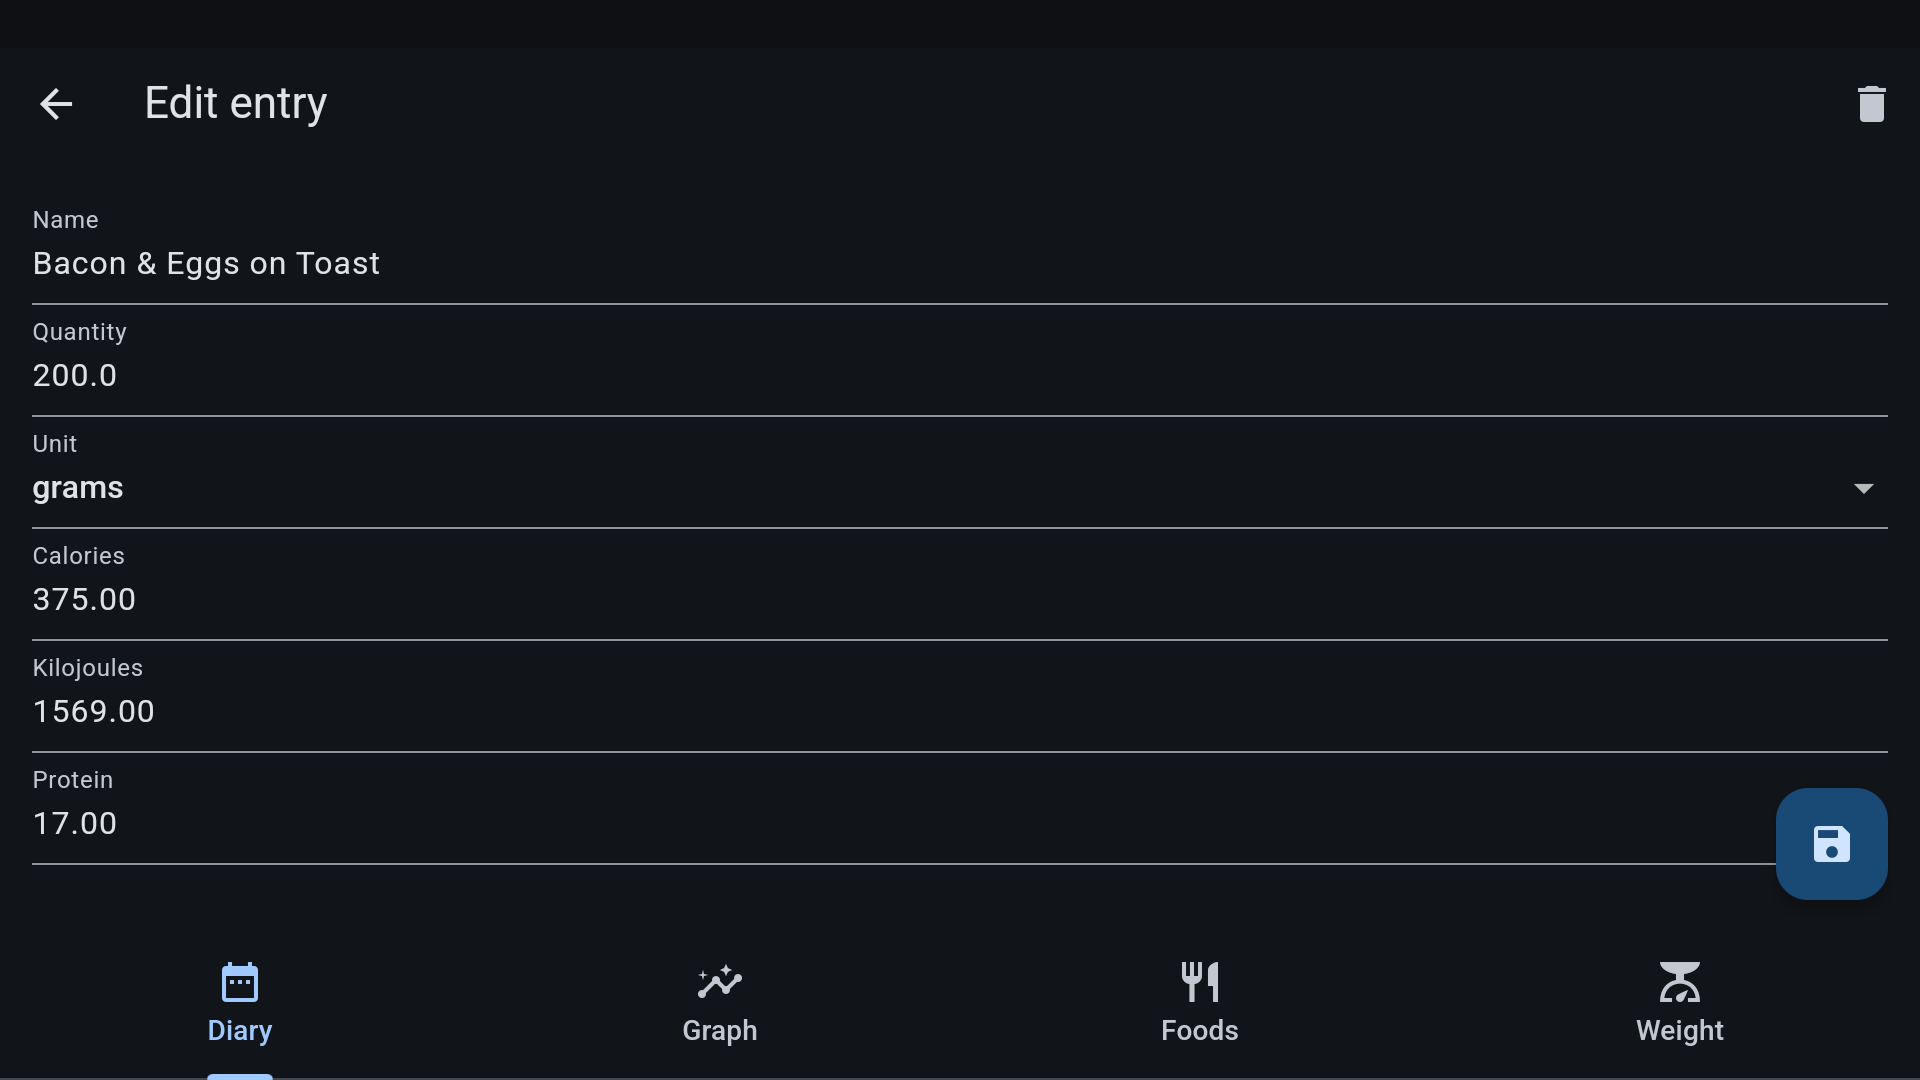 Edit entry
Name
Bacon & Eggs on Toast
Quantity
200.0
Unit
grams
Calories
375.00
Kilojoules
1569.00
Protein
17.00
Diary
Graph
Foods
Weight